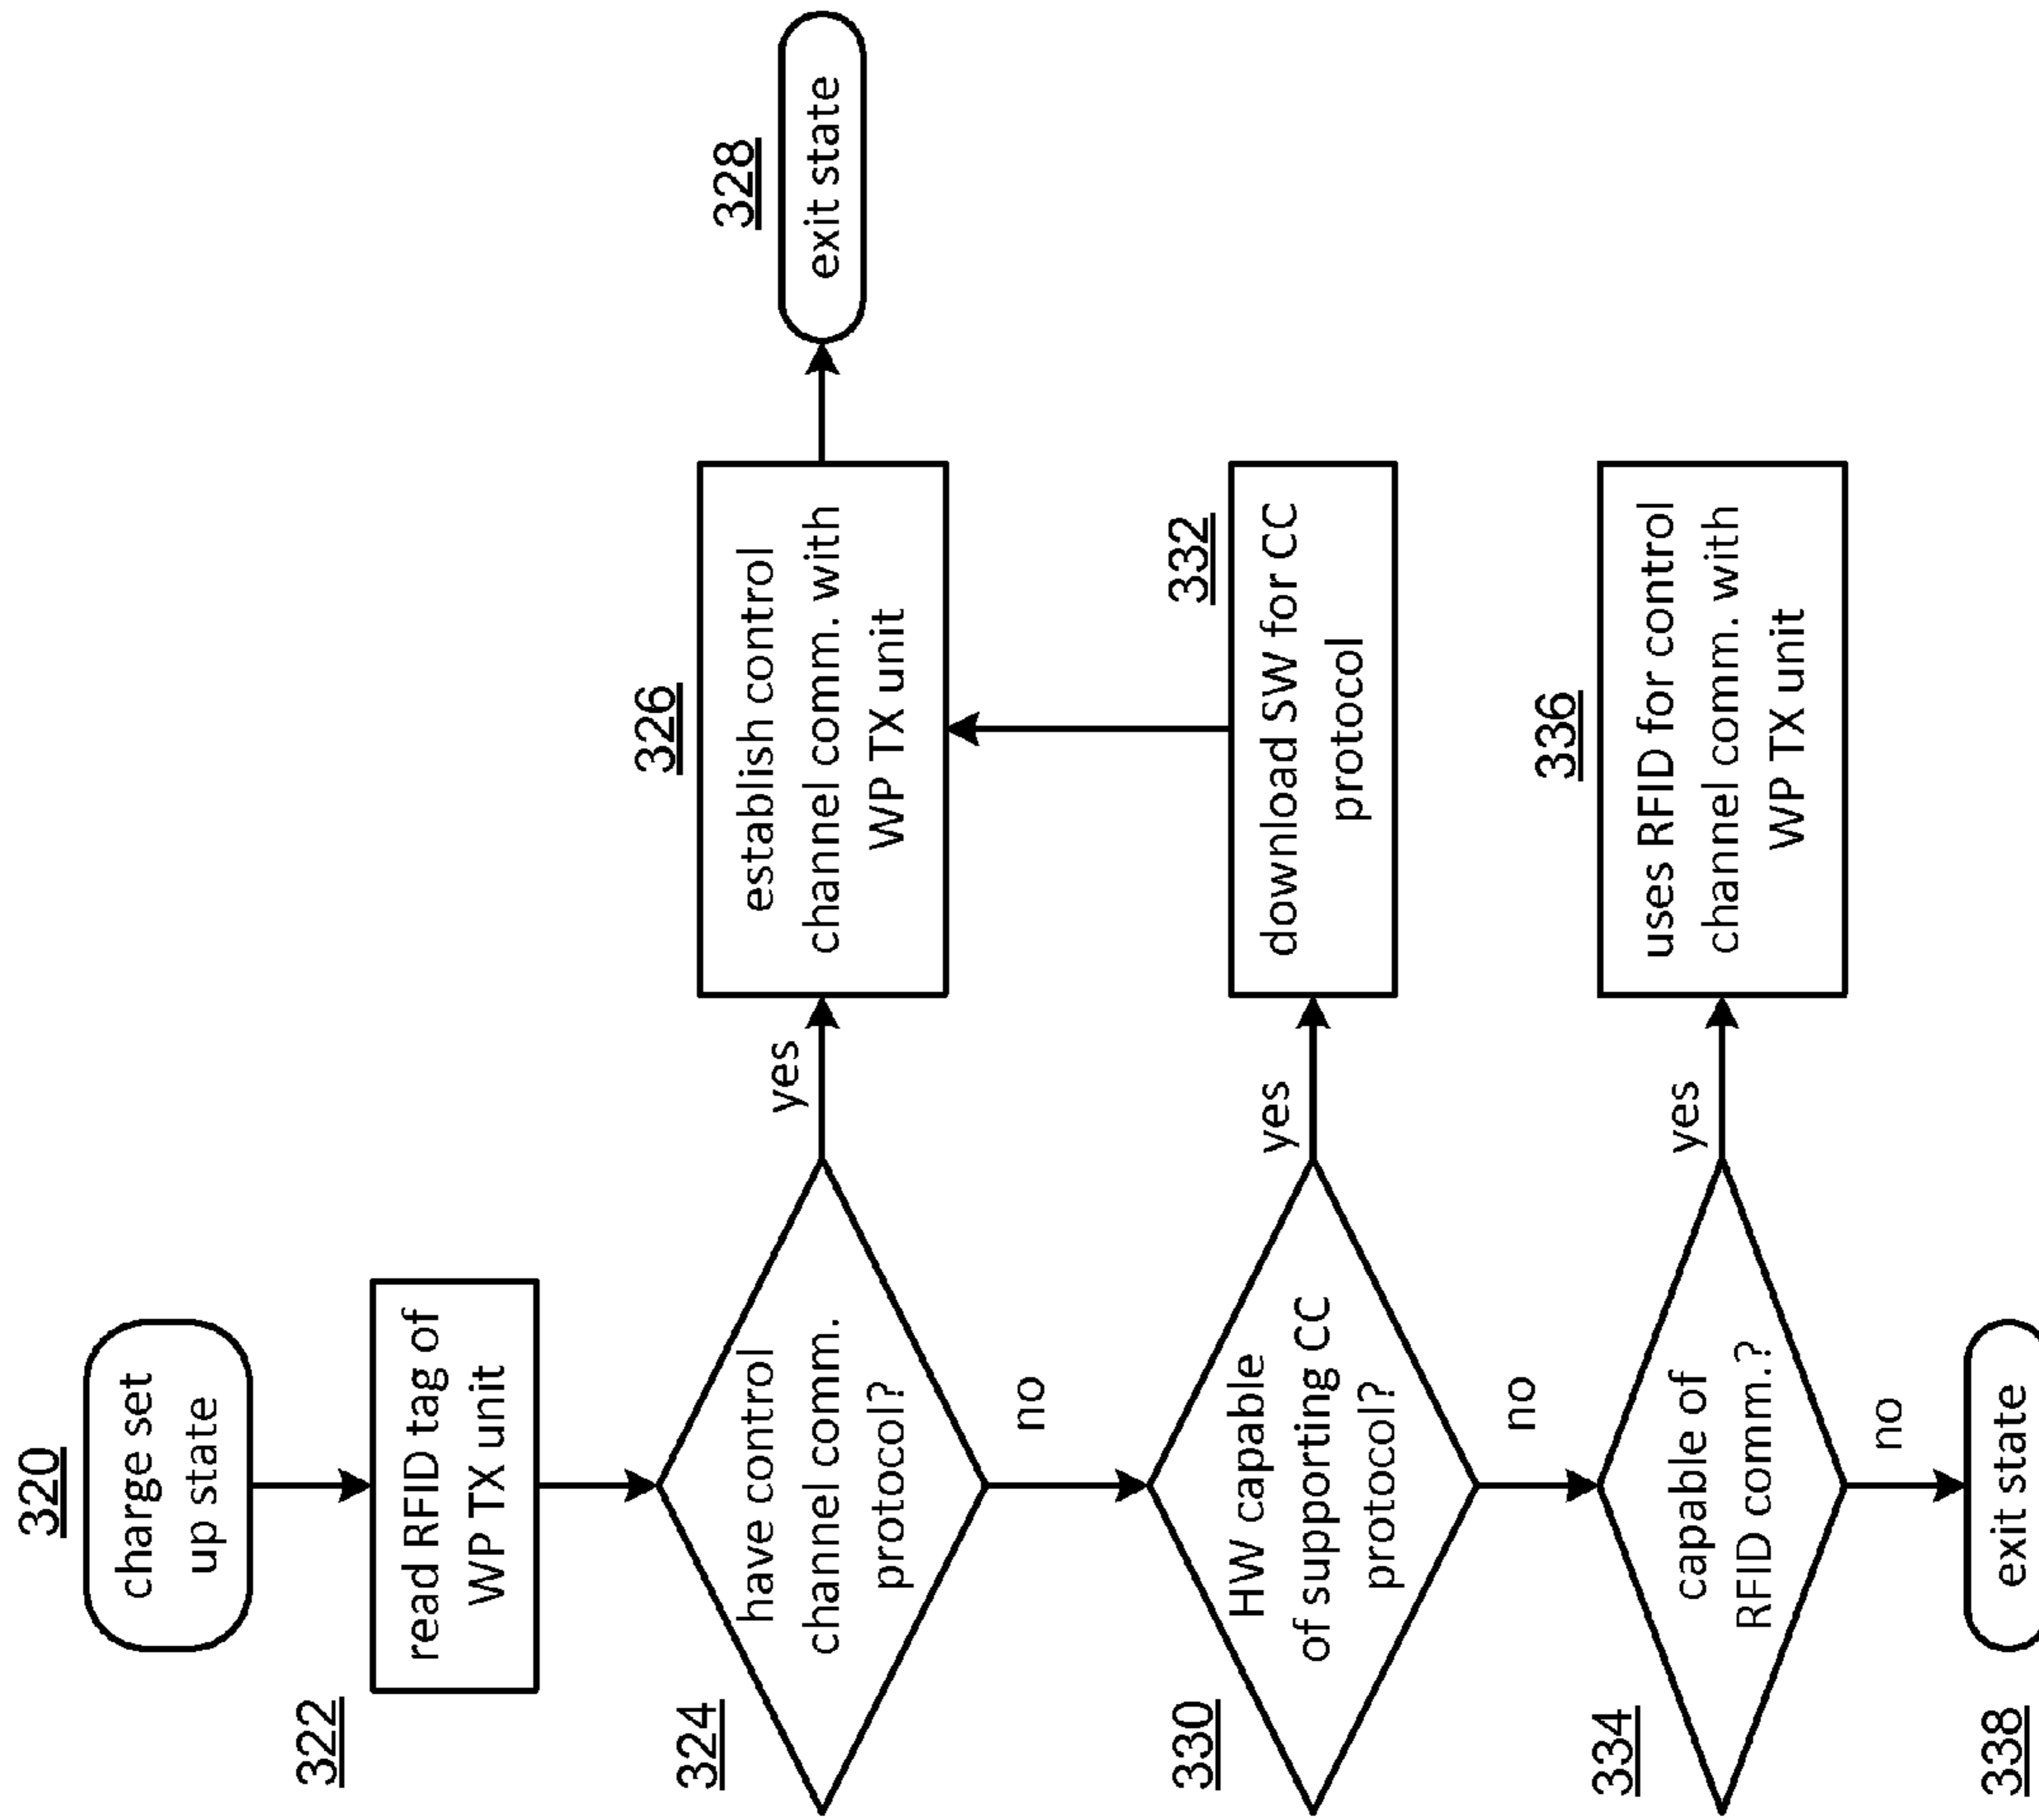 320
charge set
up state
322
read RFID tag of
WP TX unit
324
have control
channel comm.
protocol?
yes
326
establish control
channel comm. with
WP TX unit
328
exit state
no
330
HW capable
of supporting CC
protocol?
yes
332
download SW for CC
protocol
no
334
capable of
RFID comm.?
yes
336
uses RFID for control
channel comm. with
WP TX unit
no
338
exit state